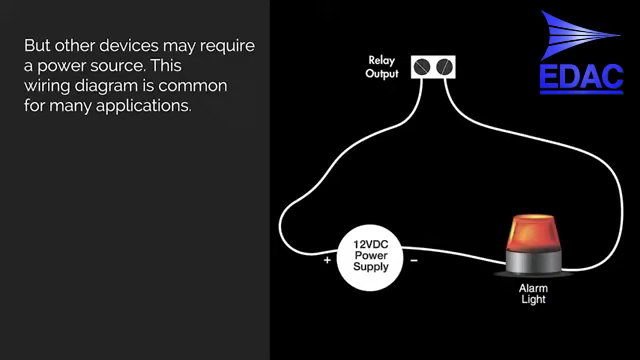 But other devices may require
a power source. This
wiring diagram is common
for many applications.
Relay
Output
EDAC
12VDC
Power
Supply
+
–
Alarm
Light